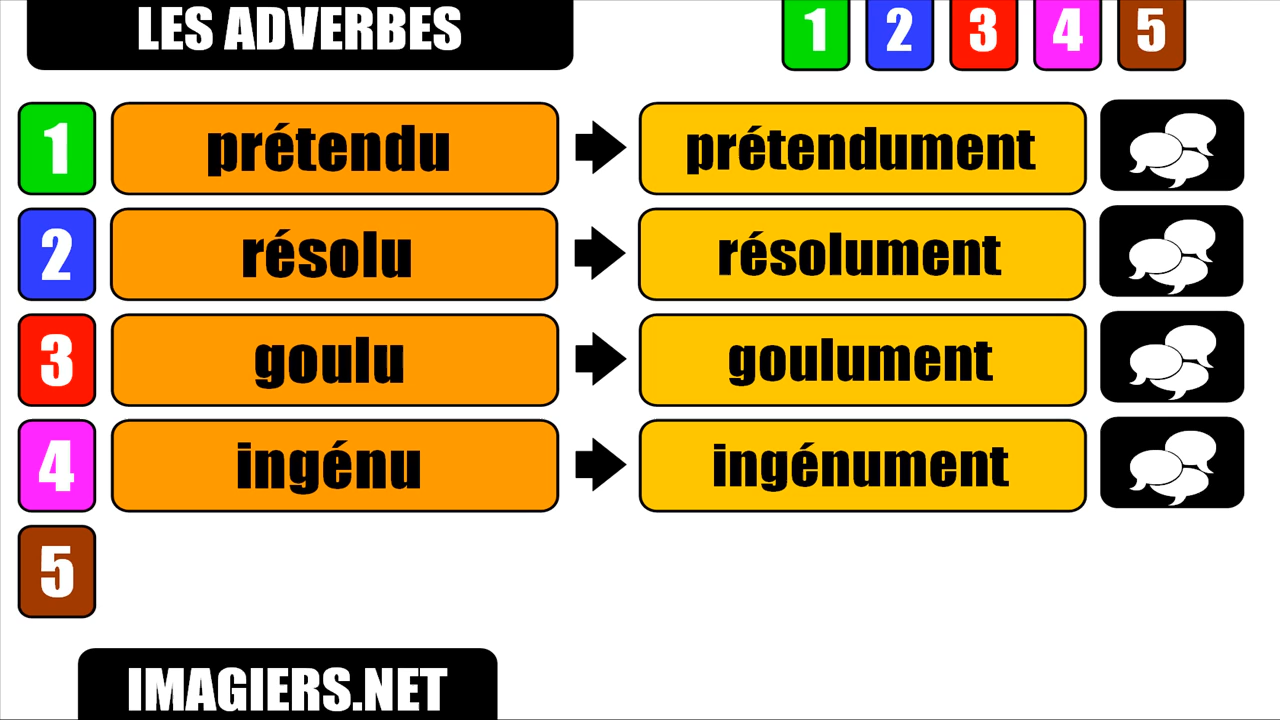 LES ADVERBES
1 2 3 4 5
1 prétendu prétendument
2 résolu résolument
3 goulu goulument
4 ingénu ingénument
5
IMAGIERS.NET